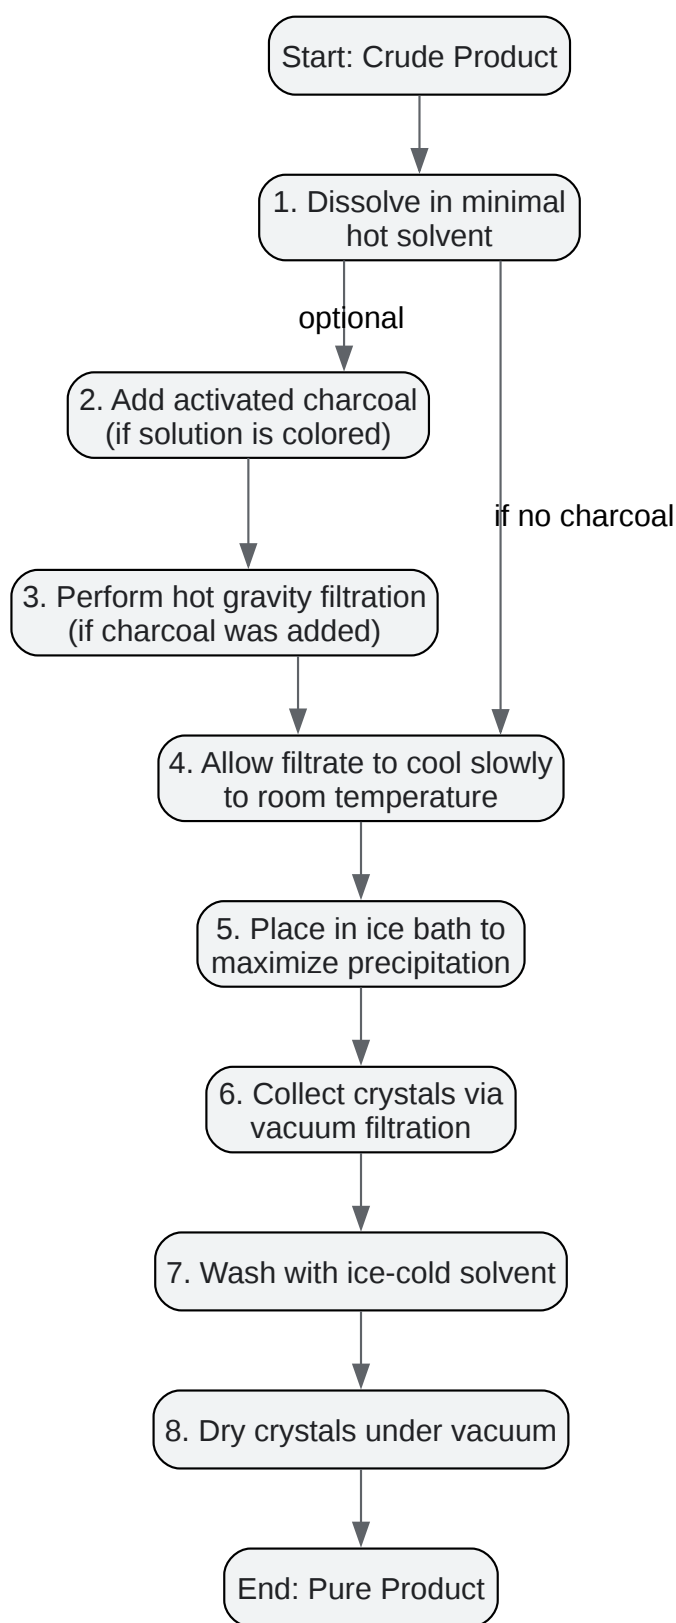 Start: Crude Product
1. Dissolve in minimal
hot solvent
optional
2. Add activated charcoal
(if solution is colored)
if no charcoal
3. Perform hot gravity filtration
(if charcoal was added)
4. Allow filtrate to cool slowly
to room temperature
5. Place in ice bath to
maximize precipitation
6. Collect crystals via
vacuum filtration
7. Wash with ice-cold solvent
8. Dry crystals under vacuum
End: Pure Product